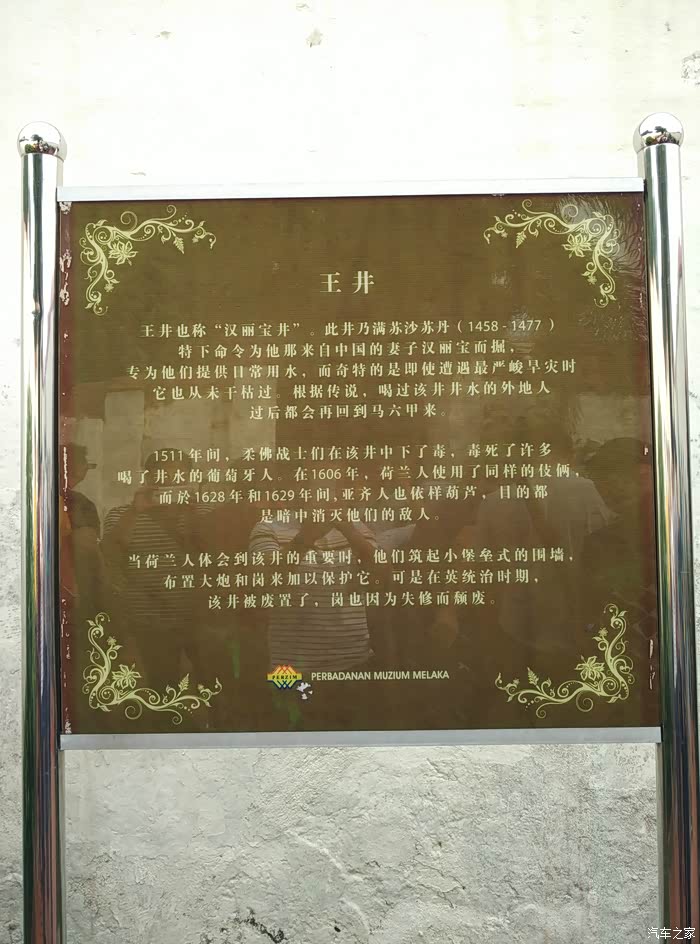 王井
王井也称“汉丽宝井”。此井乃满苏沙苏丹（1458 - 1477）
特下命令为他那来自中国的妻子汉丽宝而掘，
专为他们提供日常用水，而奇特的是即使遭遇最严峻旱灾时
它也从未干枯过。根据传说，喝过该井井水的外地人
过后都会再回到马六甲来。
1511年间，柔佛战士们在该井中下了毒，毒死了许多
喝了井水的葡萄牙人。在1606年，荷兰人使用了同样的伎俩，
而於1628年和1629年间，亚齐人也依样葫芦，目的都
是暗中消灭他们的敌人。
当荷兰人体会到该井的重要时，他们筑起小堡垒式的围墙，
布置大炮和岗来加以保护它。可是在英统治时期，
该井被废置了，岗也因为失修而颓废。
PERZIM
PERBADANAN MUZIUM MELAKA
汽车之家